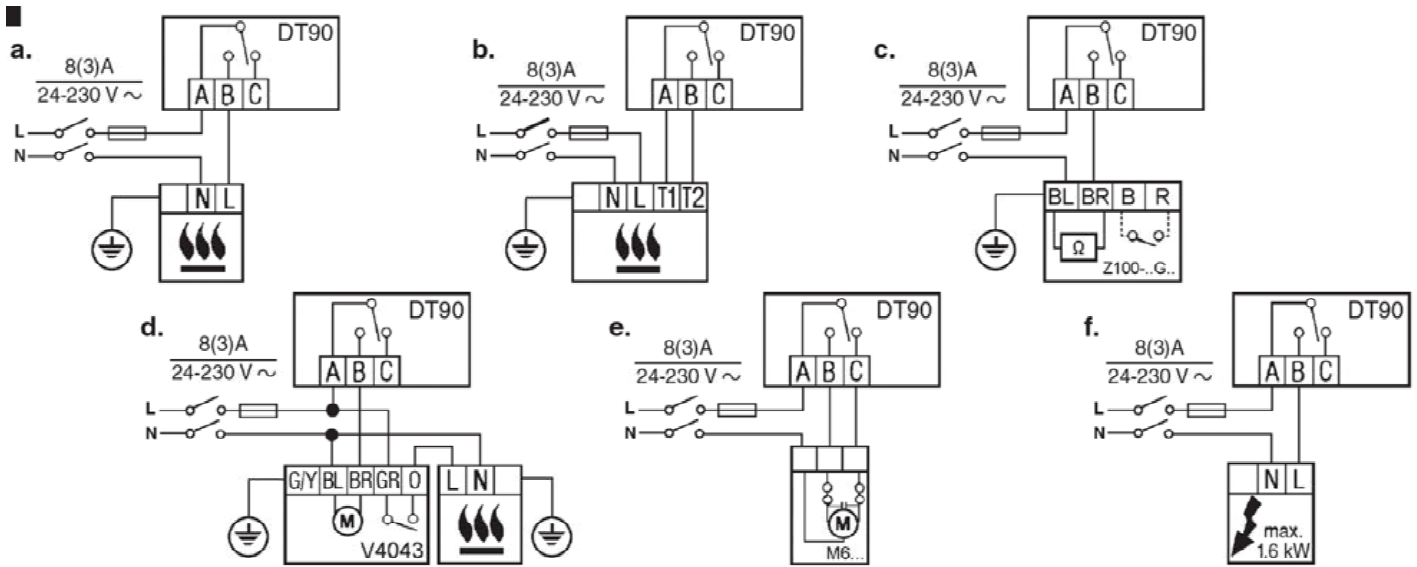 a.
DT90
8(3)A
24-230 V ~
A B C
L
N
N L
b.
DT90
8(3)A
24-230 V ~
A B C
L
N
N L T1 T2
c.
DT90
8(3)A
24-230 V ~
A B C
L
N
BL BR B R
Ω
Z100-..G..
d.
DT90
8(3)A
24-230 V ~
A B C
L
N
G/Y BL BR GR O
L N
M
V4043
e.
DT90
8(3)A
24-230 V ~
A B C
L
N
M
M6...
f.
DT90
8(3)A
24-230 V ~
A B C
L
N
N L
max.
1.6 kW